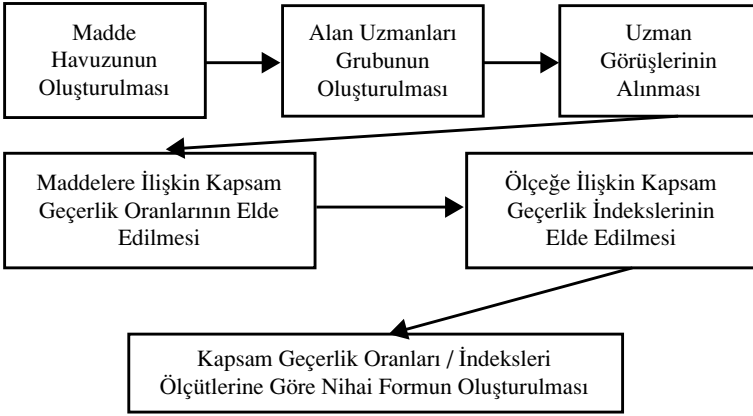 Madde
Havuzunun
Oluşturulması
Alan Uzmanları
Grubunun
Oluşturulması
Uzman
Görüşlerinin
Alınması
Maddelere İlişkin Kapsam
Geçerlik Oranlarının Elde
Edilmesi
Ölçeğe İlişkin Kapsam
Geçerlik İndekslerinin
Elde Edilmesi
Kapsam Geçerlik Oranları / İndeksleri
Ölçütlerine Göre Nihai Formun Oluşturulması